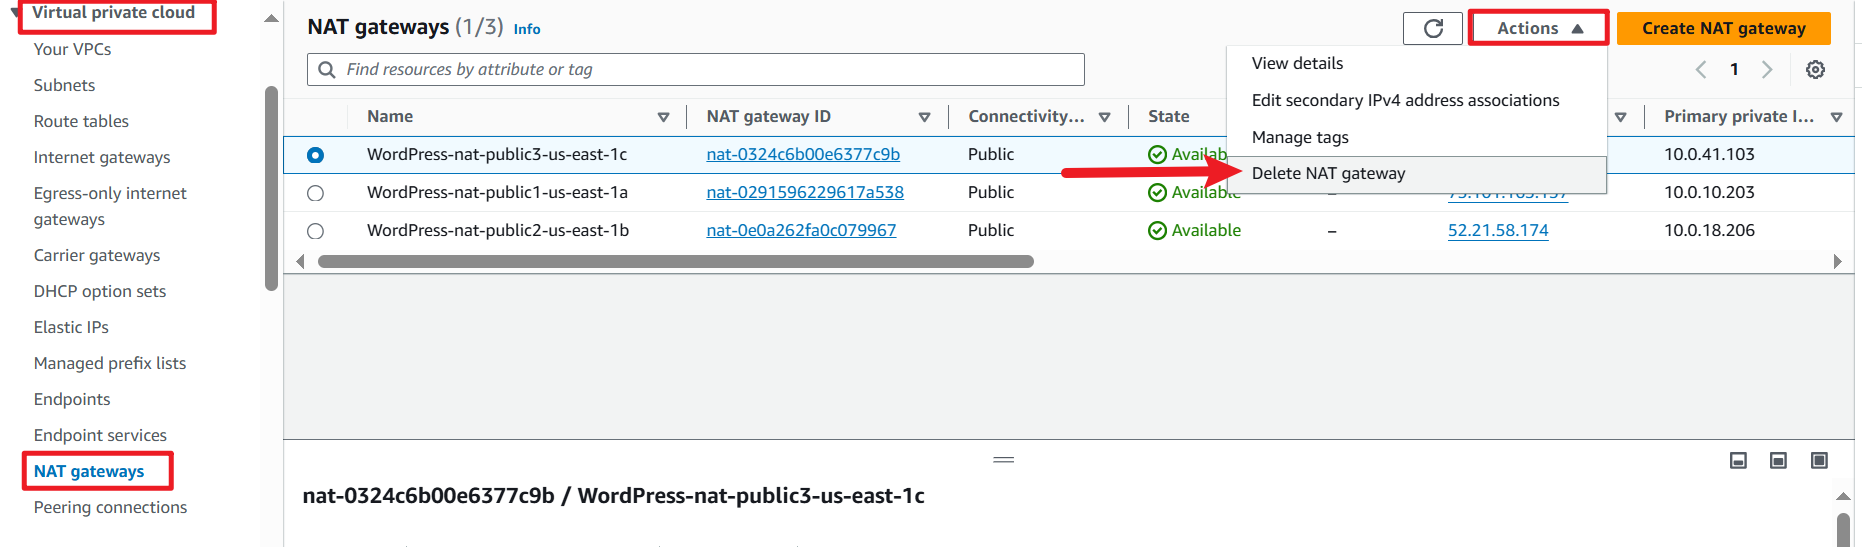 Virtual private cloud
Your VPCs
Subnets
Route tables
Internet gateways
Egress-only internet
gateways
Carrier gateways
DHCP option sets
Elastic IPs
Managed prefix lists
Endpoints
Endpoint services
NAT gateways
Peering connections
NAT gateways (1/3) Info
Actions
Create NAT gateway
Find resources by attribute or tag
1
View details
Edit secondary IPv4 address associations
Manage tags
Delete NAT gateway
Name NAT gateway ID Connectivity... State Primary private I...
WordPress-nat-public3-us-east-1c nat-0324c6b00e6377c9b Public Availab 10.0.41.103
WordPress-nat-public1-us-east-1a nat-0291596229617a538 Public Available – 10.0.10.203
WordPress-nat-public2-us-east-1b nat-0e0a262fa0c079967 Public Available – 52.21.58.174 10.0.18.206
nat-0324c6b00e6377c9b / WordPress-nat-public3-us-east-1c